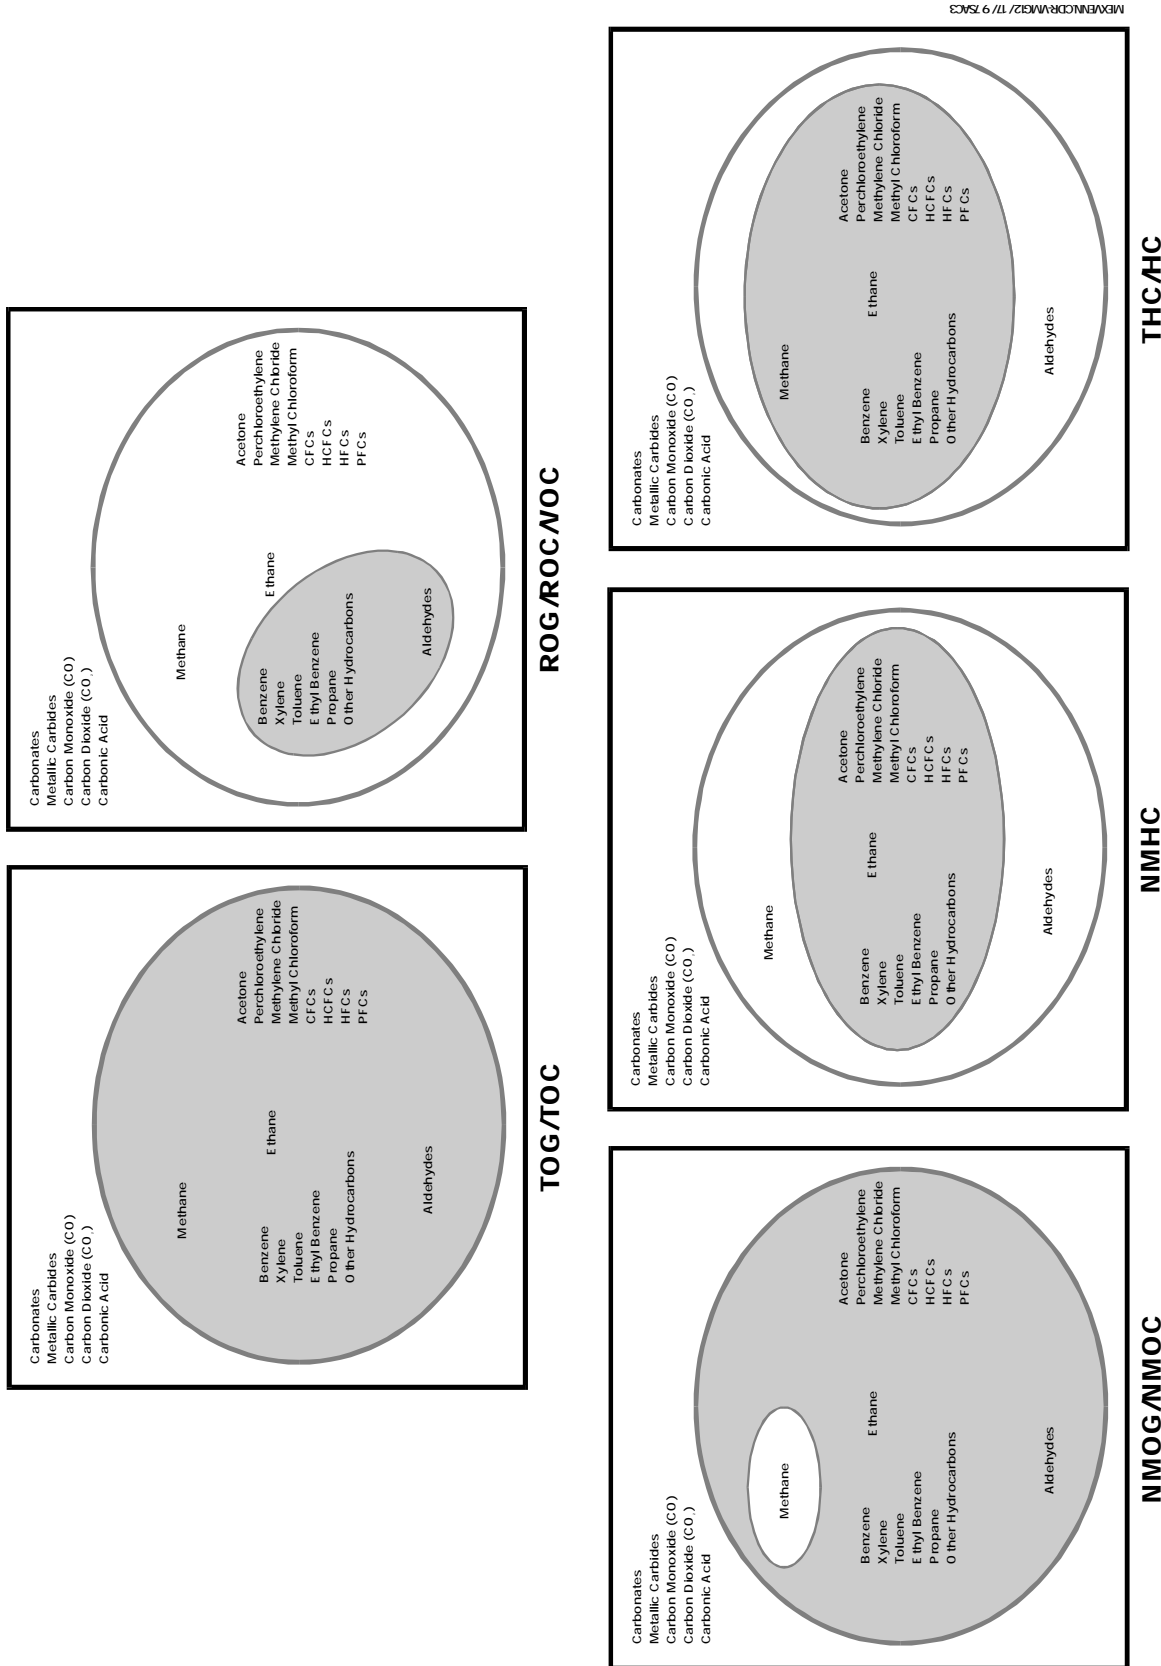 Carbonates
Metallic Carbides
Carbon Monoxide (CO)
Carbon Dioxide (CO₂)
Carbonic Acid
Methane
Ethane
Acetone
Perchloroethylene
Methylene Chloride
Methyl Chloroform
CFCs
HCFCs
HFCs
PFCs
Benzene
Xylene
Toluene
Ethyl Benzene
Propane
Other Hydrocarbons
Aldehydes
TOG/TOC
Carbonates
Metallic Carbides
Carbon Monoxide (CO)
Carbon Dioxide (CO₂)
Carbonic Acid
Methane
Ethane
Acetone
Perchloroethylene
Methylene Chloride
Methyl Chloroform
CFCs
HCFCs
HFCs
PFCs
Benzene
Xylene
Toluene
Ethyl Benzene
Propane
Other Hydrocarbons
Aldehydes
ROG/ROC/VOC
Carbonates
Metallic Carbides
Carbon Monoxide (CO)
Carbon Dioxide (CO₂)
Carbonic Acid
Methane
Ethane
Acetone
Perchloroethylene
Methylene Chloride
Methyl Chloroform
CFCs
HCFCs
HFCs
PFCs
Benzene
Xylene
Toluene
Ethyl Benzene
Propane
Other Hydrocarbons
Aldehydes
NMOG/NMOC
Carbonates
Metallic Carbides
Carbon Monoxide (CO)
Carbon Dioxide (CO₂)
Carbonic Acid
Methane
Ethane
Acetone
Perchloroethylene
Methylene Chloride
Methyl Chloroform
CFCs
HCFCs
HFCs
PFCs
Benzene
Xylene
Toluene
Ethyl Benzene
Propane
Other Hydrocarbons
Aldehydes
NMHC
Carbonates
Metallic Carbides
Carbon Monoxide (CO)
Carbon Dioxide (CO₂)
Carbonic Acid
Methane
Ethane
Acetone
Perchloroethylene
Methylene Chloride
Methyl Chloroform
CFCs
HCFCs
HFCs
PFCs
Benzene
Xylene
Toluene
Ethyl Benzene
Propane
Other Hydrocarbons
Aldehydes
THC/HC